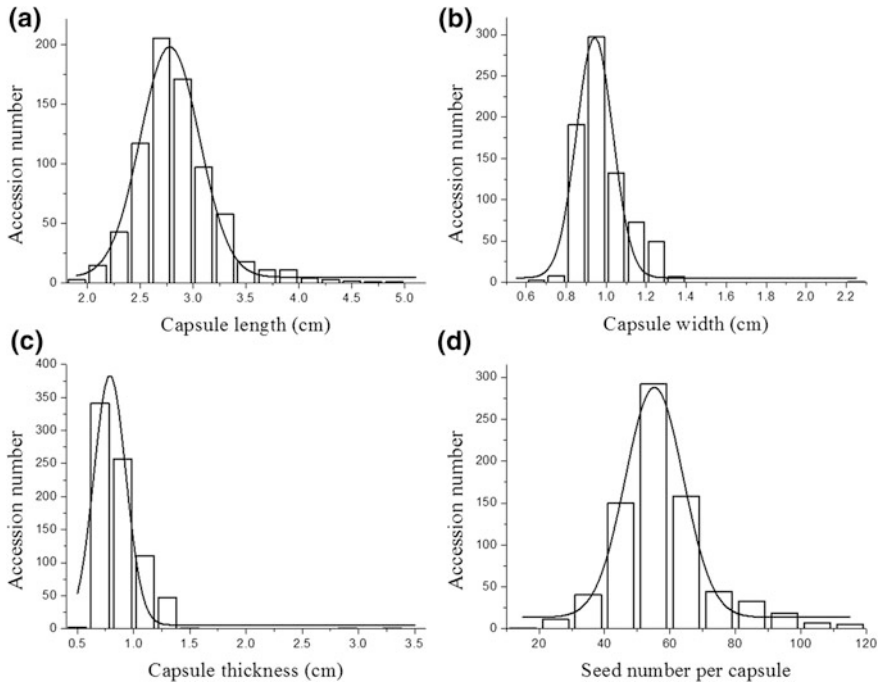 (a)
Accession number
200
150
100
50
0
2.0 2.5 3.0 3.5 4.0 4.5 5.0
Capsule length (cm)
(b)
Accession number
300
250
200
150
100
50
0
0.6 0.8 1.0 1.2 1.4 1.6 1.8 2.0 2.2
Capsule width (cm)
(c)
Accession number
400
350
300
250
200
150
100
50
0
0.5 1.0 1.5 2.0 2.5 3.0 3.5
Capsule thickness (cm)
(d)
Accession number
300
250
200
150
100
50
0
20 40 60 80 100 120
Seed number per capsule